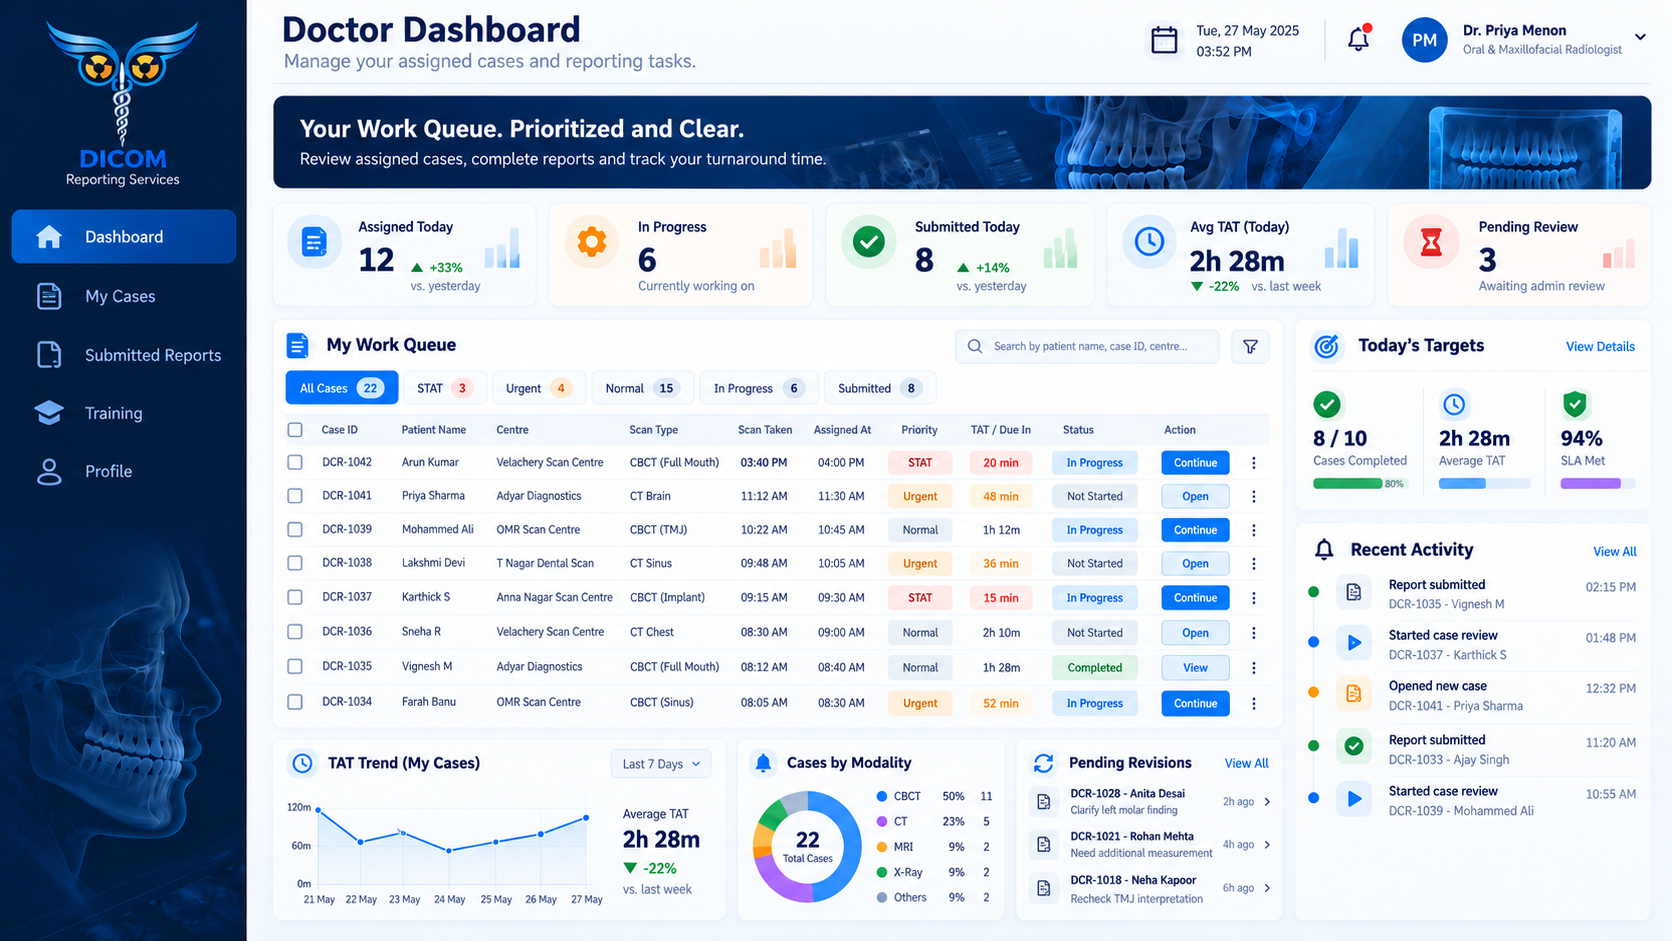 DICOM
Reporting Services
Dashboard
My Cases
Submitted Reports
Training
Profile
Doctor Dashboard
Manage your assigned cases and reporting tasks.
Tue, 27 May 2025
03:52 PM
PM
Dr. Priya Menon
Oral & Maxillofacial Radiologist
Your Work Queue. Prioritized and Clear.
Review assigned cases, complete reports and track your turnaround time.
Assigned Today
12 ▲ +33%
vs. yesterday
In Progress
6
Currently working on
Submitted Today
8 ▲ +14%
vs. yesterday
Avg TAT (Today)
2h 28m
▼ -22% vs. last week
Pending Review
3
Awaiting admin review
My Work Queue
Search by patient name, case ID, centre...
All Cases 22 STAT 3 Urgent 4 Normal 15 In Progress 6 Submitted 8
Case ID Patient Name Centre Scan Type Scan Taken Assigned At Priority TAT / Due In Status Action
DCR-1042 Arun Kumar Velachery Scan Centre CBCT (Full Mouth) 03:40 PM 04:00 PM STAT 20 min In Progress Continue
DCR-1041 Priya Sharma Adyar Diagnostics CT Brain 11:12 AM 11:30 AM Urgent 48 min Not Started Open
DCR-1039 Mohammed Ali OMR Scan Centre CBCT (TMJ) 10:22 AM 10:45 AM Normal 1h 12m In Progress Continue
DCR-1038 Lakshmi Devi T Nagar Dental Scan CT Sinus 09:48 AM 10:05 AM Urgent 36 min Not Started Open
DCR-1037 Karthick S Anna Nagar Scan Centre CBCT (Implant) 09:15 AM 09:30 AM STAT 15 min In Progress Continue
DCR-1036 Sneha R Velachery Scan Centre CT Chest 08:30 AM 09:00 AM Normal 2h 10m Not Started Open
DCR-1035 Vignesh M Adyar Diagnostics CBCT (Full Mouth) 08:12 AM 08:40 AM Normal 1h 28m Completed View
DCR-1034 Farah Banu OMR Scan Centre CBCT (Sinus) 08:05 AM 08:30 AM Urgent 52 min In Progress Continue
Today's Targets
View Details
8 / 10
Cases Completed
80%
2h 28m
Average TAT
94%
SLA Met
Recent Activity
View All
Report submitted 02:15 PM
DCR-1035 - Vignesh M
Started case review 01:48 PM
DCR-1037 - Karthick S
Opened new case 12:32 PM
DCR-1041 - Priya Sharma
Report submitted 11:20 AM
DCR-1033 - Ajay Singh
Started case review 10:55 AM
DCR-1039 - Mohammed Ali
TAT Trend (My Cases)
Last 7 Days
120m
60m
0m
21 May 22 May 23 May 24 May 25 May 26 May 27 May
Average TAT
2h 28m
▼ -22%
vs. last week
Cases by Modality
22
Total Cases
CBCT 50% 11
CT 23% 5
MRI 9% 2
X-Ray 9% 2
Others 9% 2
Pending Revisions
View All
DCR-1028 - Anita Desai
Clarify left molar finding
2h ago
DCR-1021 - Rohan Mehta
Need additional measurement
4h ago
DCR-1018 - Neha Kapoor
Recheck TMJ interpretation
6h ago